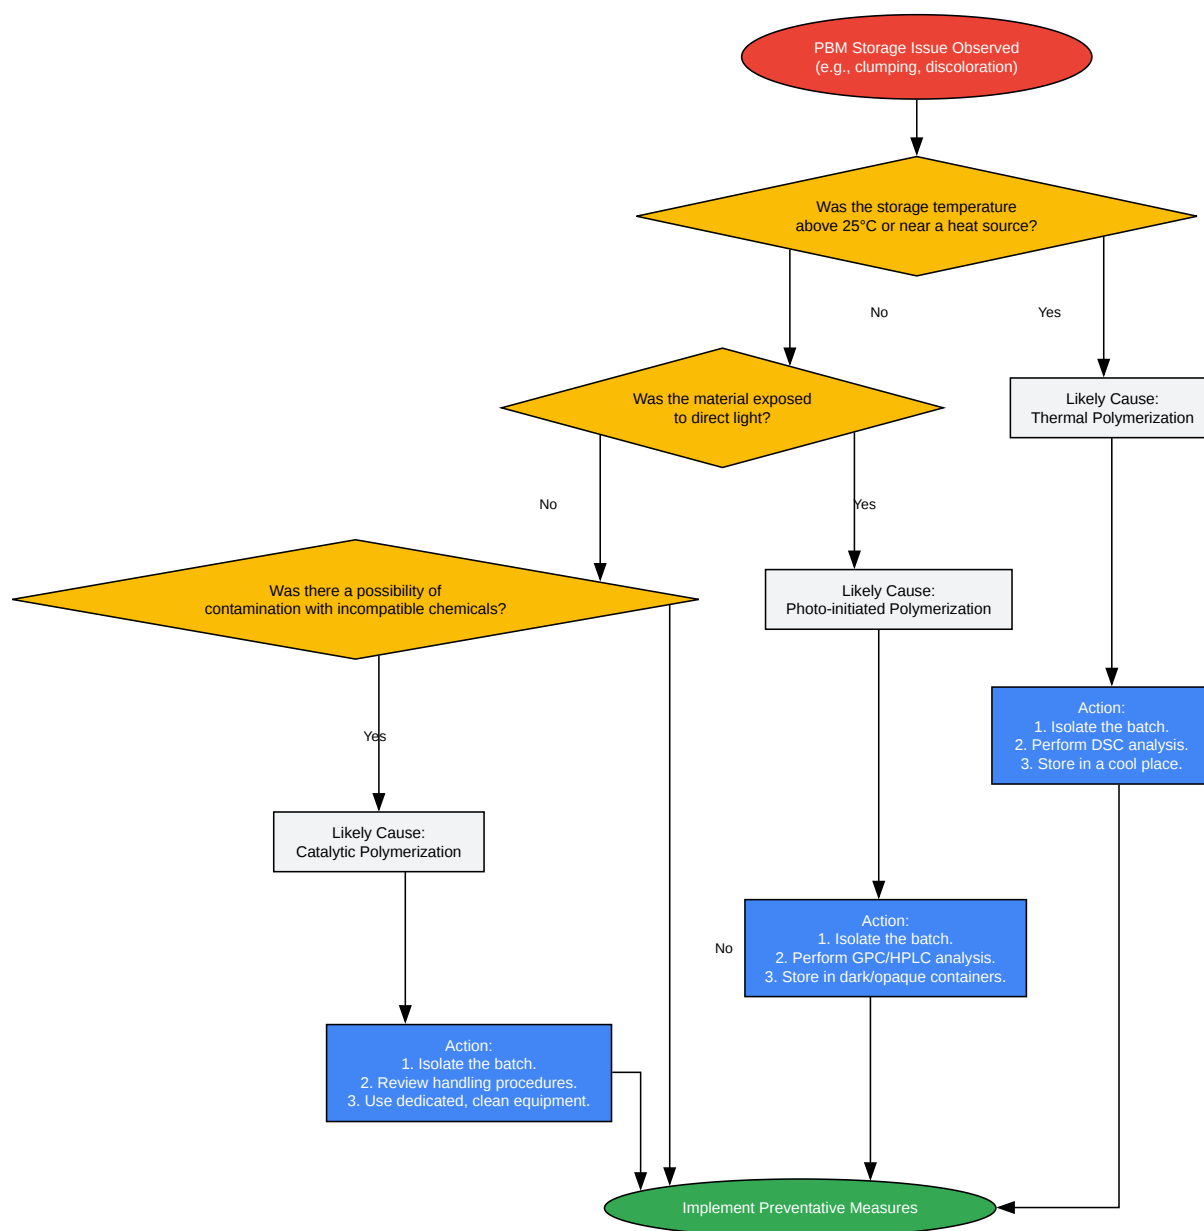 PBM Storage Issue Observed
(e.g., clumping, discoloration)
Was the storage temperature
above 25°C or near a heat source?
No
Yes
Was the material exposed
to direct light?
Likely Cause:
Thermal Polymerization
No
Yes
Was there a possibility of
contamination with incompatible chemicals?
Likely Cause:
Photo-initiated Polymerization
Action:
1. Isolate the batch.
2. Perform DSC analysis.
3. Store in a cool place.
Yes
Likely Cause:
Catalytic Polymerization
No
Action:
1. Isolate the batch.
2. Perform GPC/HPLC analysis.
3. Store in dark/opaque containers.
Action:
1. Isolate the batch.
2. Review handling procedures.
3. Use dedicated, clean equipment.
Implement Preventative Measures